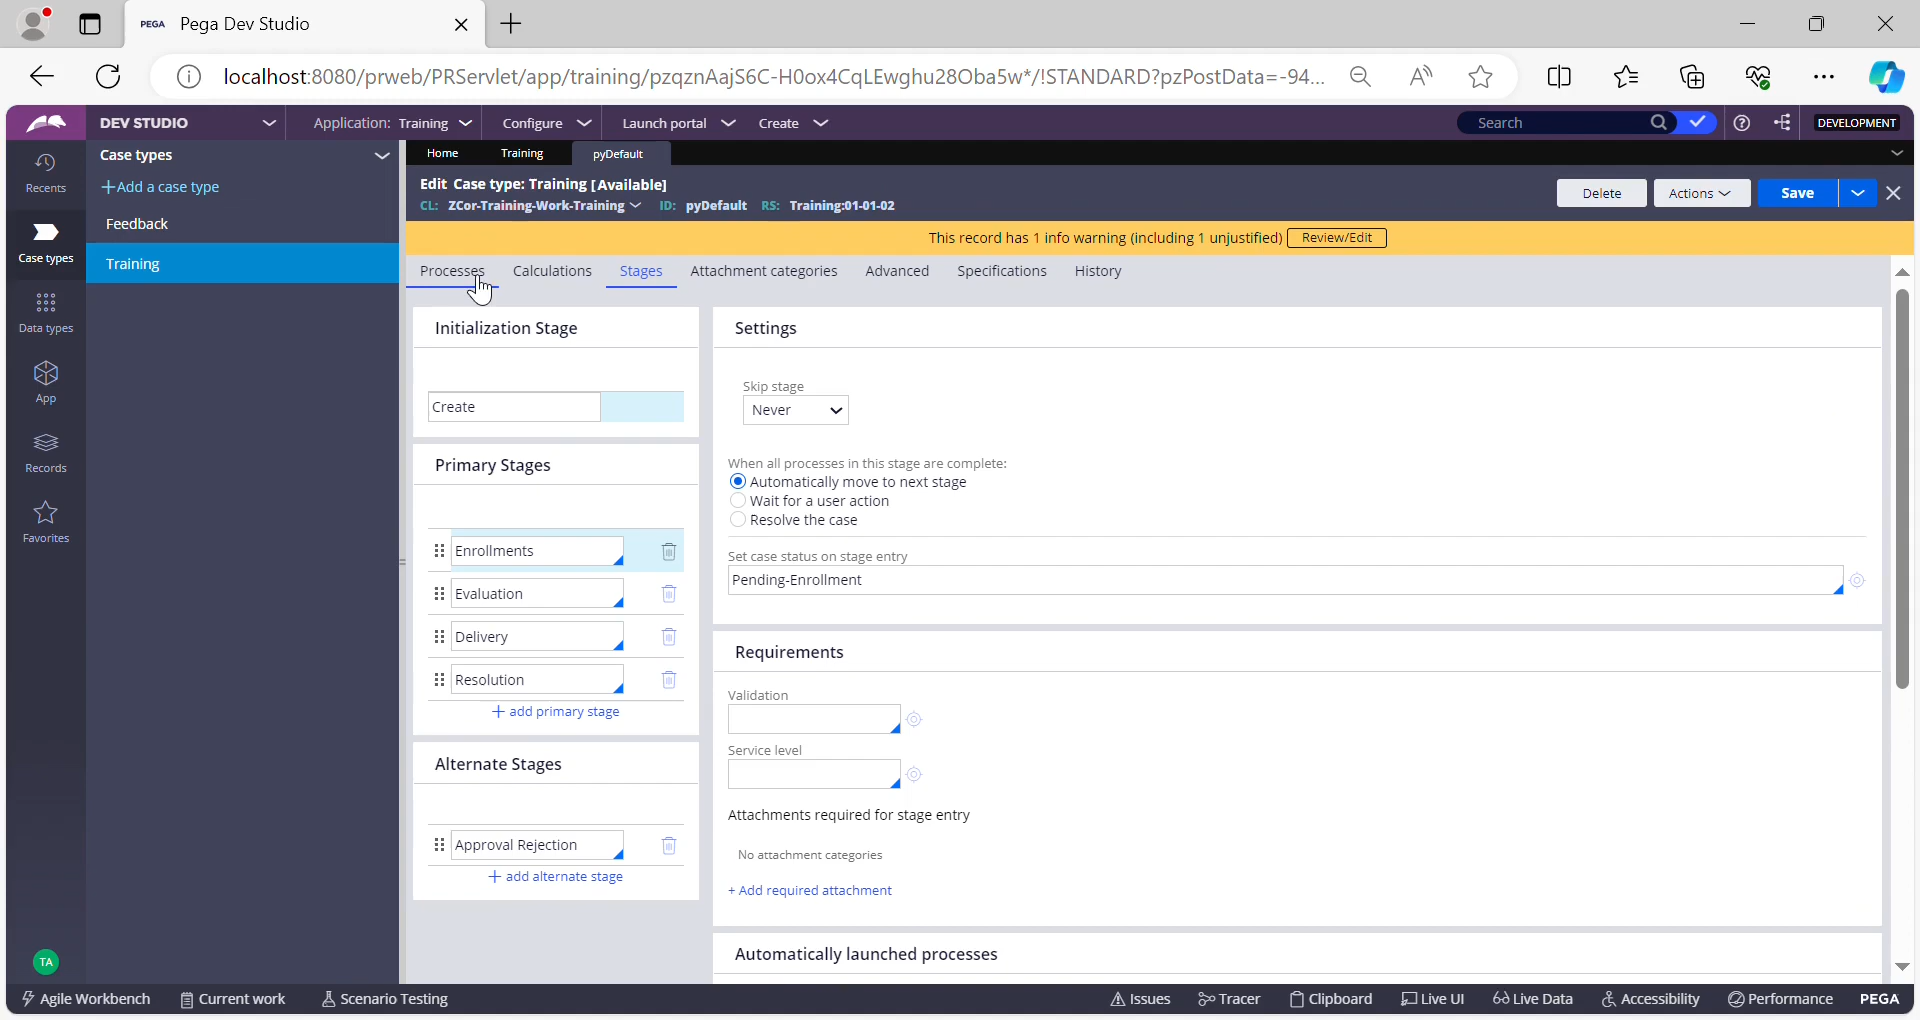 PEGA Pega Dev Studio
localhost:8080/prweb/PRServlet/app/training/pzqznAajS6C-H0ox4CqLEwghu28Oba5w*/!STANDARD?pzPostData=-94...
DEV STUDIO Application: Training Configure Launch portal Create Search DEVELOPMENT
Recents
Case types
Data types
App
Records
Favorites
TA
Case types
+Add a case type
Feedback
Training
Home Training pyDefault
Edit Case type: Training [Available]
CL: ZCor-Training-Work-Training ID: pyDefault RS: Training:01-01-02
Delete Actions Save
This record has 1 info warning (including 1 unjustified) Review/Edit
Processes Calculations Stages Attachment categories Advanced Specifications History
Initialization Stage
Create
Primary Stages
Enrollments
Evaluation
Delivery
Resolution
+ add primary stage
Alternate Stages
Approval Rejection
+ add alternate stage
Settings
Skip stage
Never
When all processes in this stage are complete:
Automatically move to next stage
Wait for a user action
Resolve the case
Set case status on stage entry
Pending-Enrollment
Requirements
Validation
Service level
Attachments required for stage entry
No attachment categories
+ Add required attachment
Automatically launched processes
Agile Workbench Current work Scenario Testing Issues Tracer Clipboard Live UI Live Data Accessibility Performance PEGA